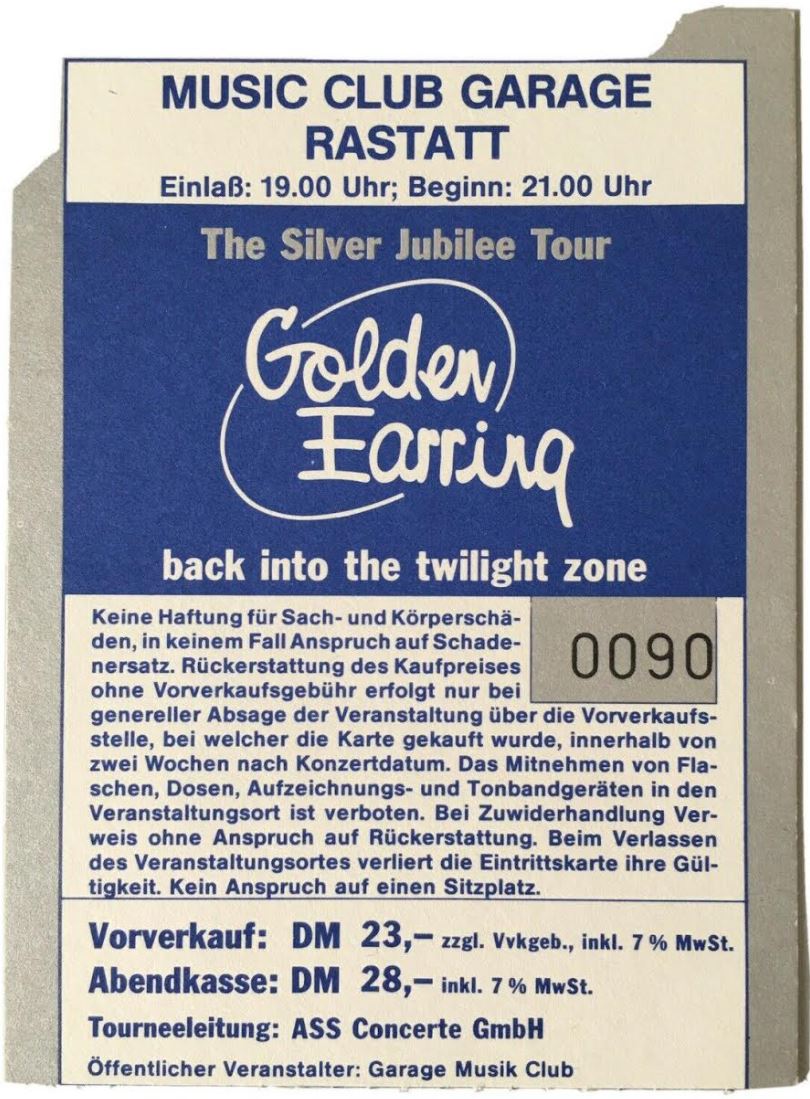 MUSIC CLUB GARAGE
RASTATT
Einlaß: 19.00 Uhr; Beginn: 21.00 Uhr
The Silver Jubilee Tour
Golden
Earring
back into the twilight zone
Keine Haftung für Sach- und Körperschä-
den, in keinem Fall Anspruch auf Schade-
nersatz. Rückerstattung des Kaufpreises
ohne Vorverkaufsgebühr erfolgt nur bei
0090
genereller Absage der Veranstaltung über die Vorverkaufs-
stelle, bei welcher die Karte gekauft wurde, innerhalb von
zwei Wochen nach Konzertdatum. Das Mitnehmen von Fla-
schen, Dosen, Aufzeichnungs- und Tonbandgeräten in den
Veranstaltungsort ist verboten. Bei Zuwiderhandlung Ver-
weis ohne Anspruch auf Rückerstattung. Beim Verlassen
des Veranstaltungsortes verliert die Eintrittskarte ihre Gül-
tigkeit. Kein Anspruch auf einen Sitzplatz.
Vorverkauf: DM 23,– zzgl. Vvkgeb., inkl. 7 % MwSt.
Abendkasse: DM 28,– inkl. 7 % MwSt.
Tourneeleitung: ASS Concerte GmbH
Öffentlicher Veranstalter: Garage Musik Club